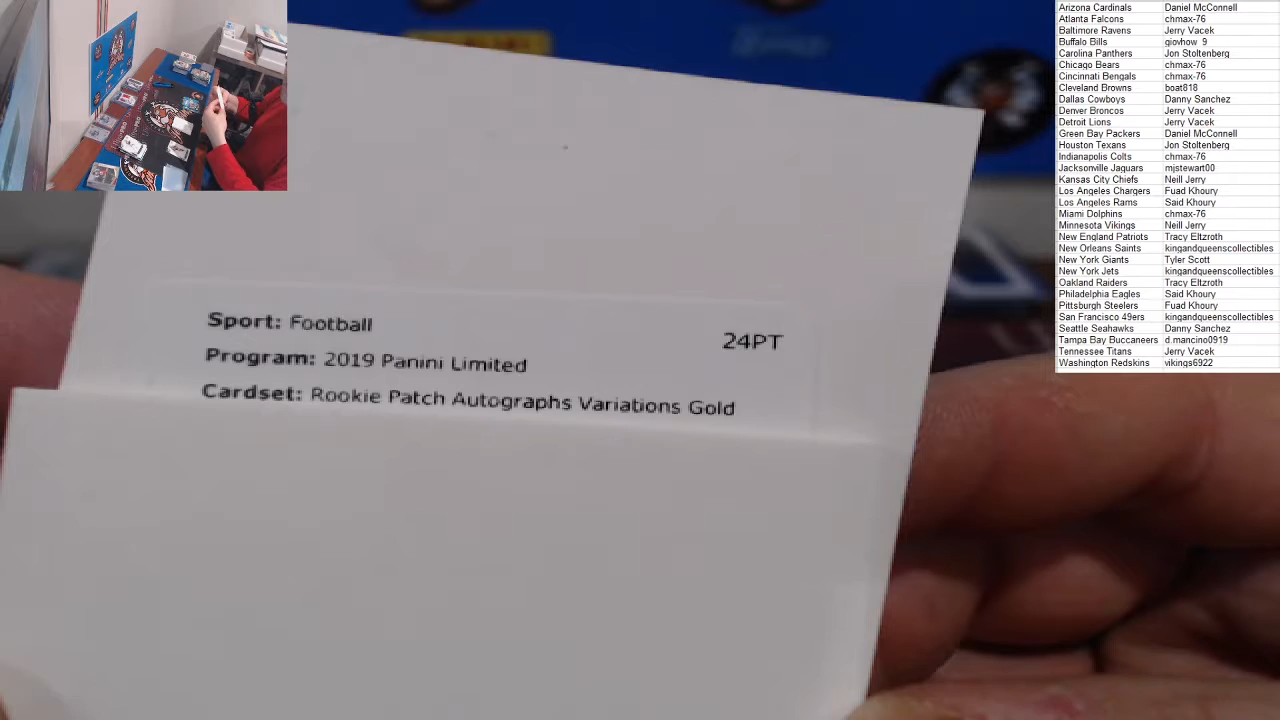 Sport: Football
24PT
Program: 2019 Panini Limited
Cardset: Rookie Patch Autographs Variations Gold
Arizona Cardinals Daniel McConnell
Atlanta Falcons chmax-76
Baltimore Ravens Jerry Vacek
Buffalo Bills giovhow_9
Carolina Panthers Jon Stoltenberg
Chicago Bears chmax-76
Cincinnati Bengals chmax-76
Cleveland Browns boat818
Dallas Cowboys Danny Sanchez
Denver Broncos Jerry Vacek
Detroit Lions Jerry Vacek
Green Bay Packers Daniel McConnell
Houston Texans Jon Stoltenberg
Indianapolis Colts chmax-76
Jacksonville Jaguars mjstewart00
Kansas City Chiefs Neill Jerry
Los Angeles Chargers Fuad Khoury
Los Angeles Rams Said Khoury
Miami Dolphins chmax-76
Minnesota Vikings Neill Jerry
New England Patriots Tracy Eltzroth
New Orleans Saints kingandqueenscollectibles
New York Giants Tyler Scott
New York Jets kingandqueenscollectibles
Oakland Raiders Tracy Eltzroth
Philadelphia Eagles Said Khoury
Pittsburgh Steelers Fuad Khoury
San Francisco 49ers kingandqueenscollectibles
Seattle Seahawks Danny Sanchez
Tampa Bay Buccaneers d.mancino0919
Tennessee Titans Jerry Vacek
Washington Redskins vikings6922